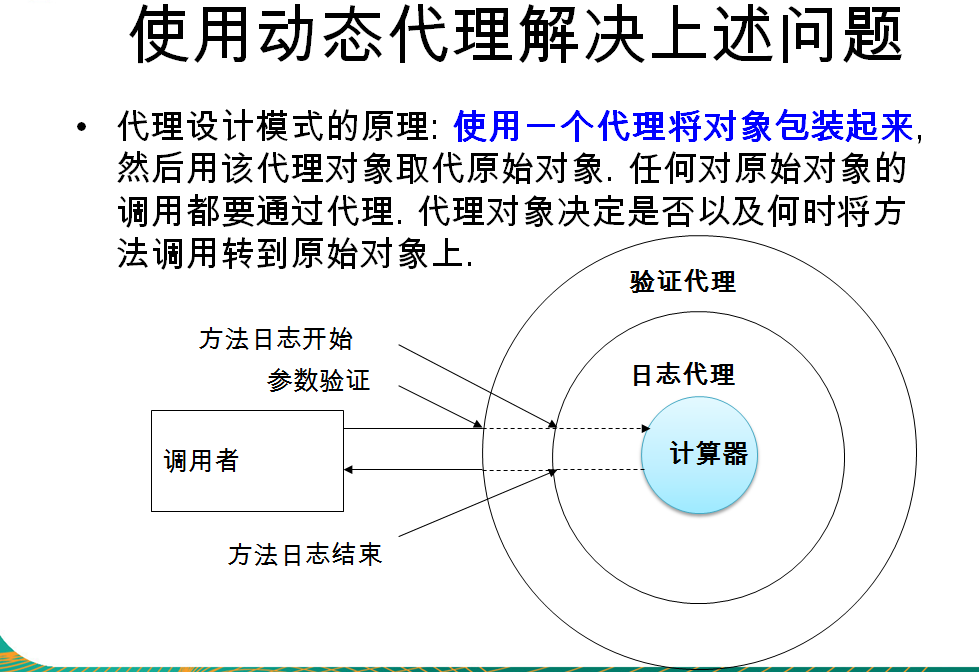 使用动态代理解决上述问题
• 代理设计模式的原理: 使用一个代理将对象包装起来,
然后用该代理对象取代原始对象. 任何对原始对象的
调用都要通过代理. 代理对象决定是否以及何时将方
法调用转到原始对象上.
验证代理
方法日志开始
日志代理
参数验证
调用者
计算器
方法日志结束